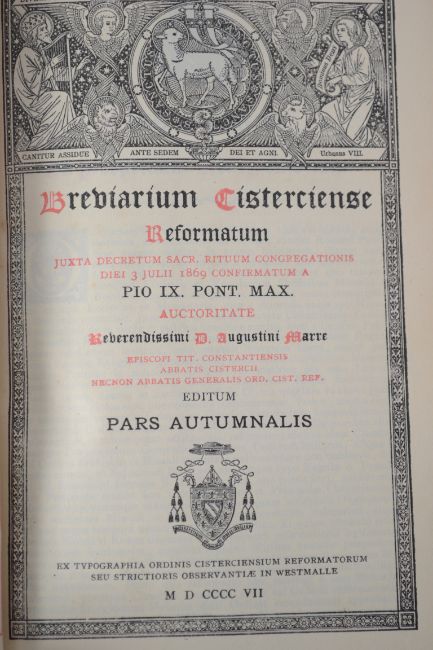 CANITUR ASSIDUE ANTE SEDEM DEI ET AGNI. Urbanus VIII.
Breviarium Cisterciense
Reformatum
JUXTA DECRETUM SACR. RITUUM CONGREGATIONIS
DIEI 3 JULII 1869 CONFIRMATUM A
PIO IX. PONT. MAX.
AUCTORITATE
Reverendissimi D. Augustini Marre
EPISCOPI TIT. CONSTANTIENSIS
ABBATIS CISTERCII
NECNON ABBATIS GENERALIS ORD. CIST. REF.
EDITUM
PARS AUTUMNALIS
EX TYPOGRAPHIA ORDINIS CISTERCIENSIUM REFORMATORUM
SEU STRICTIORIS OBSERVANTIÆ IN WESTMALLE
M D CCCC VII